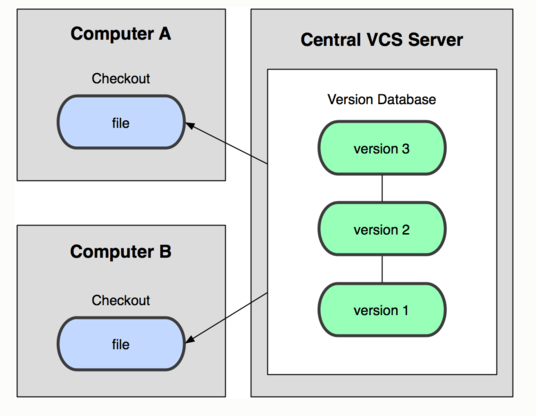 Computer A
Checkout
file
Computer B
Checkout
file
Central VCS Server
Version Database
version 3
version 2
version 1